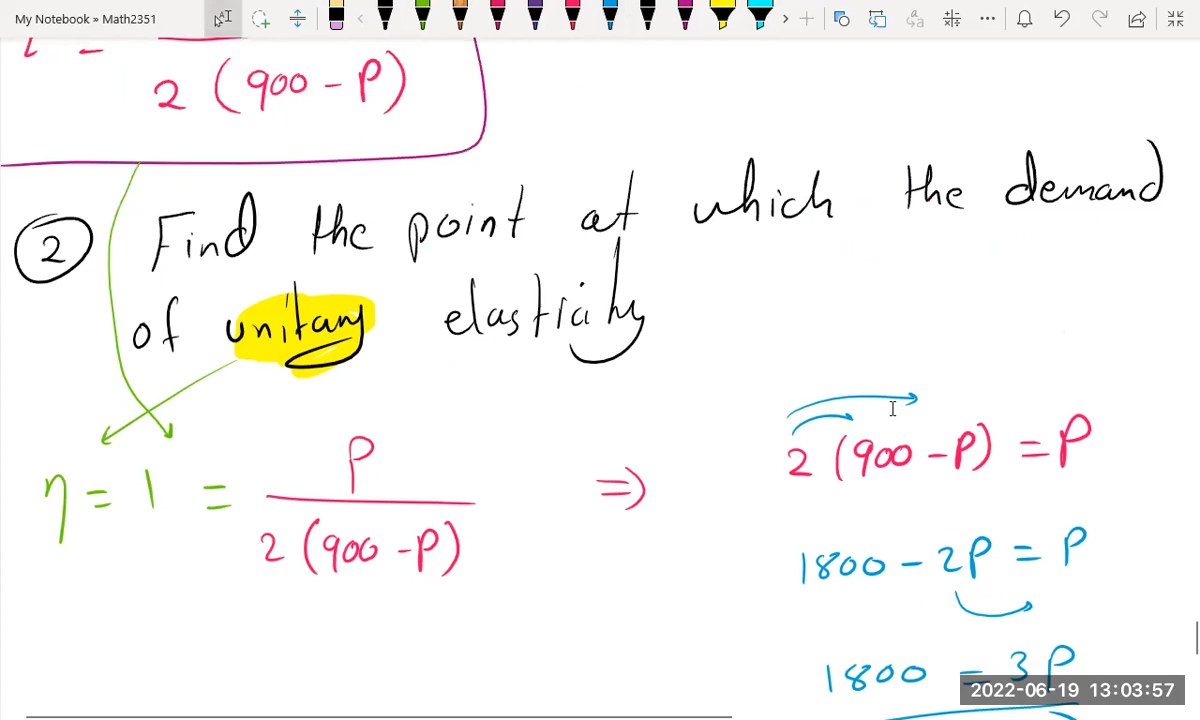 My Notebook » Math2351
2 (900 - P)
2 Find the point at which the demand
of unitary elasticity
η = 1 = P / 2 (900 - P) ⇒ 2 (900 - P) = P
1800 - 2P = P
1800 = 3P
2022-06-19 13:03:57